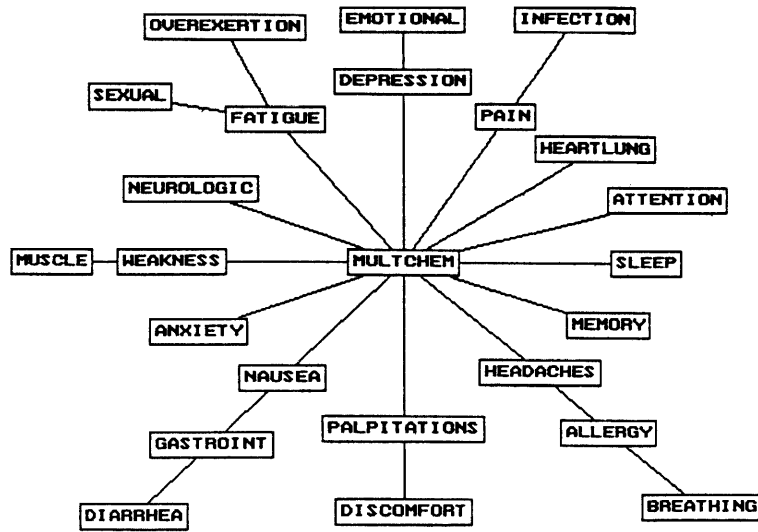 OVEREXERTION
EMOTIONAL
INFECTION
DEPRESSION
SEXUAL
FATIGUE
PAIN
HEARTLUNG
NEUROLOGIC
ATTENTION
MUSCLE
WEAKNESS
MULTCHEM
SLEEP
ANXIETY
MEMORY
NAUSEA
HEADACHES
GASTROINT
PALPITATIONS
ALLERGY
DIARRHEA
DISCOMFORT
BREATHING